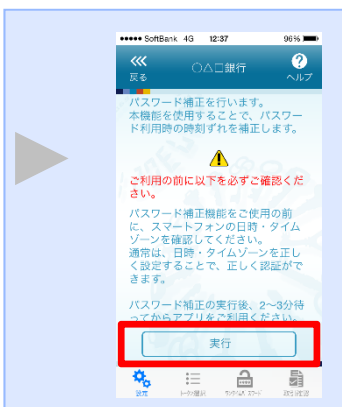 ●●●●● SoftBank 4G 12:37 96%
戻る ○△□銀行 ? ヘルプ
パスワード補正を行います。
本機能を使用することで、パスワー
ド利用時の時刻ずれを補正します。
ご利用の前に以下を必ずご確認くだ
さい。
パスワード補正機能をご使用の前
に、スマートフォンの日時・タイム
ゾーンを確認してください。
通常は、日時・タイムゾーンを正し
く設定することで、正しく認証がで
きます。
パスワード補正の実行後、2〜3分待
ってからアプリをご利用ください。
実行
設定